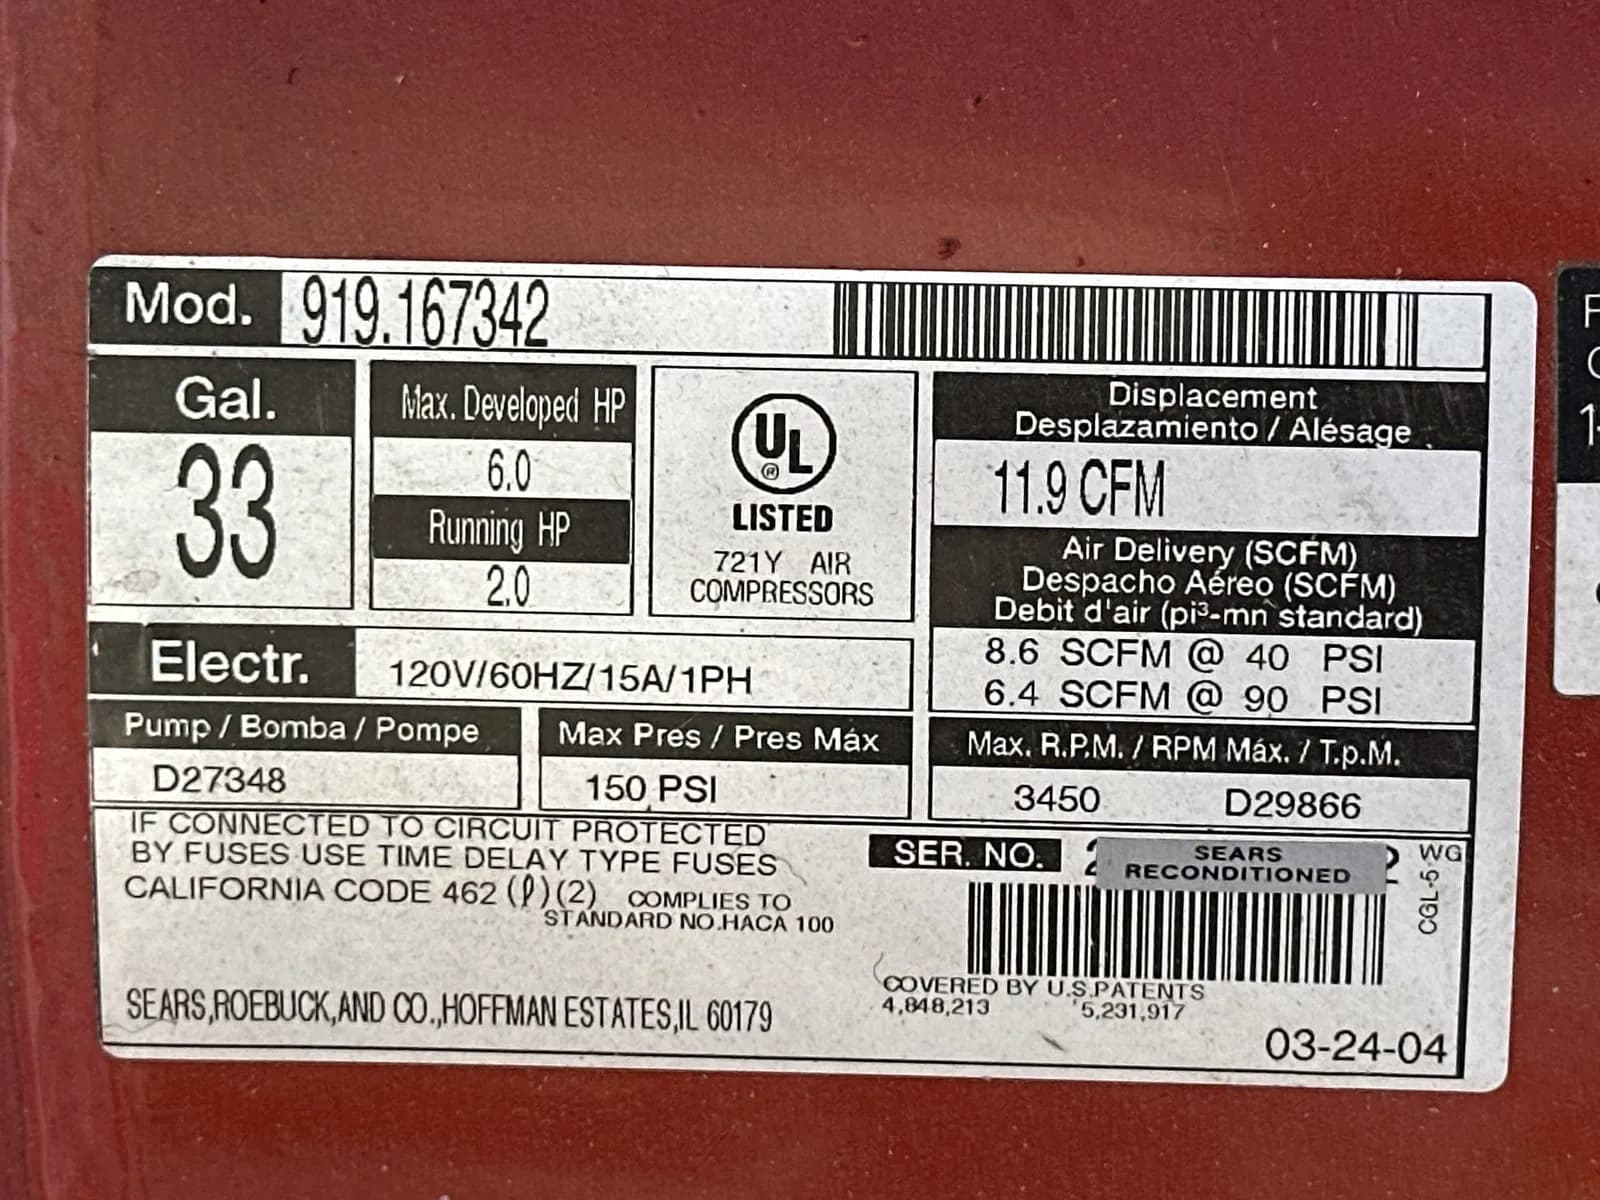 Mod. 919.167342
Gal.
33
Max. Developed HP
6.0
Running HP
2.0
UL
®
LISTED
721Y AIR
COMPRESSORS
Displacement
Desplazamiento / Alésage
11.9 CFM
Air Delivery (SCFM)
Despacho Aéreo (SCFM)
Debit d'air (pi³-mn standard)
8.6 SCFM @ 40 PSI
6.4 SCFM @ 90 PSI
Electr. 120V/60HZ/15A/1PH
Pump / Bomba / Pompe
D27348
Max Pres / Pres Máx
150 PSI
Max. R.P.M. / RPM Máx. / T.p.M.
3450 D29866
IF CONNECTED TO CIRCUIT PROTECTED
BY FUSES USE TIME DELAY TYPE FUSES
CALIFORNIA CODE 462 (ℓ)(2) COMPLIES TO
STANDARD NO.HACA 100
SER. NO.
SEARS
RECONDITIONED
WG
CGL-5
COVERED BY U.S.PATENTS
4,848,213 5,231,917
SEARS,ROEBUCK,AND CO.,HOFFMAN ESTATES,IL 60179
03-24-04